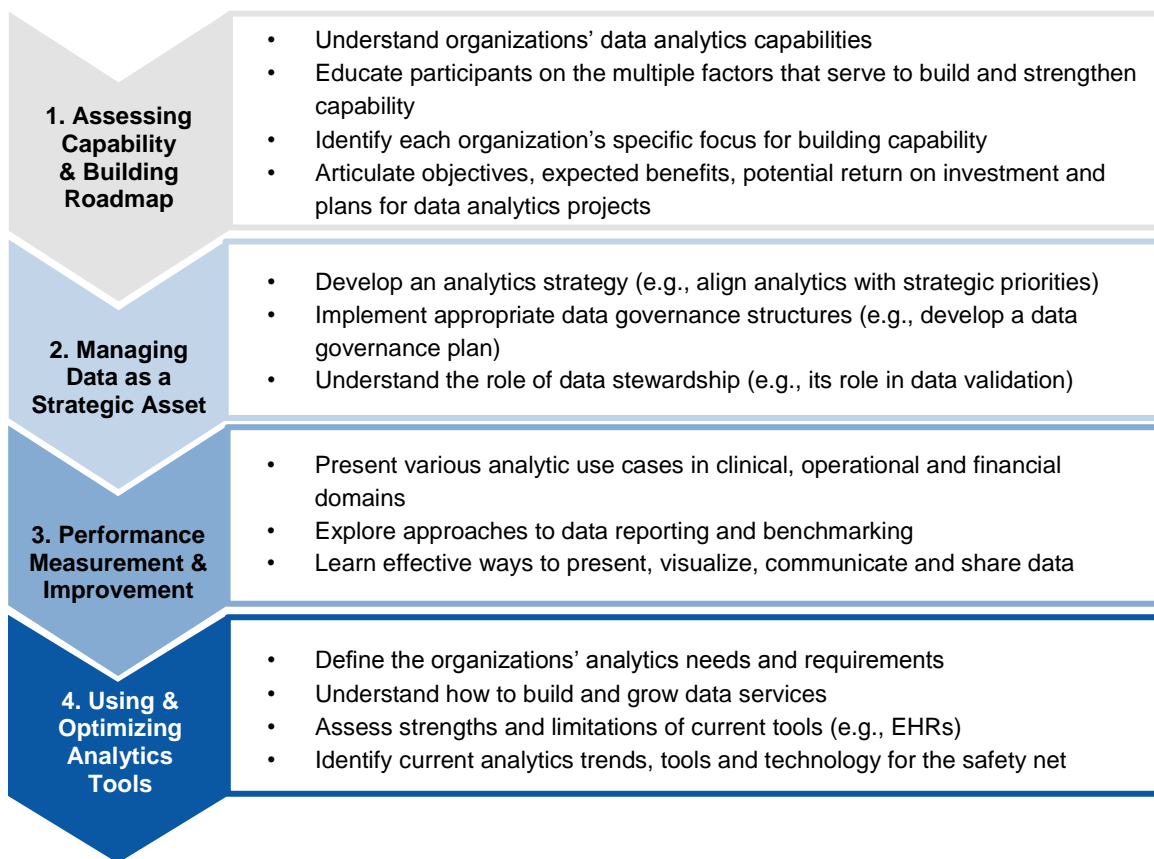 1. Assessing
Capability
& Building
Roadmap
• Understand organizations’ data analytics capabilities
• Educate participants on the multiple factors that serve to build and strengthen
capability
• Identify each organization’s specific focus for building capability
• Articulate objectives, expected benefits, potential return on investment and
plans for data analytics projects
2. Managing
Data as a
Strategic Asset
• Develop an analytics strategy (e.g., align analytics with strategic priorities)
• Implement appropriate data governance structures (e.g., develop a data
governance plan)
• Understand the role of data stewardship (e.g., its role in data validation)
3. Performance
Measurement &
Improvement
• Present various analytic use cases in clinical, operational and financial
domains
• Explore approaches to data reporting and benchmarking
• Learn effective ways to present, visualize, communicate and share data
4. Using &
Optimizing
Analytics
Tools
• Define the organizations’ analytics needs and requirements
• Understand how to build and grow data services
• Assess strengths and limitations of current tools (e.g., EHRs)
• Identify current analytics trends, tools and technology for the safety net